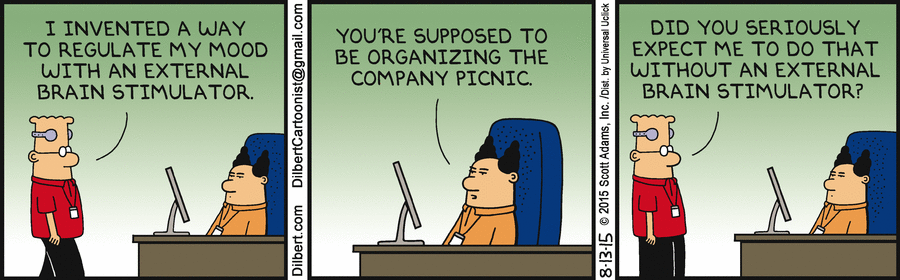 I INVENTED A WAY
TO REGULATE MY MOOD
WITH AN EXTERNAL
BRAIN STIMULATOR.
Dilbert.com DilbertCartoonist@gmail.com
YOU'RE SUPPOSED TO
BE ORGANIZING THE
COMPANY PICNIC.
8-13-15 © 2015 Scott Adams, Inc. /Dist. by Universal Uclick
DID YOU SERIOUSLY
EXPECT ME TO DO THAT
WITHOUT AN EXTERNAL
BRAIN STIMULATOR?